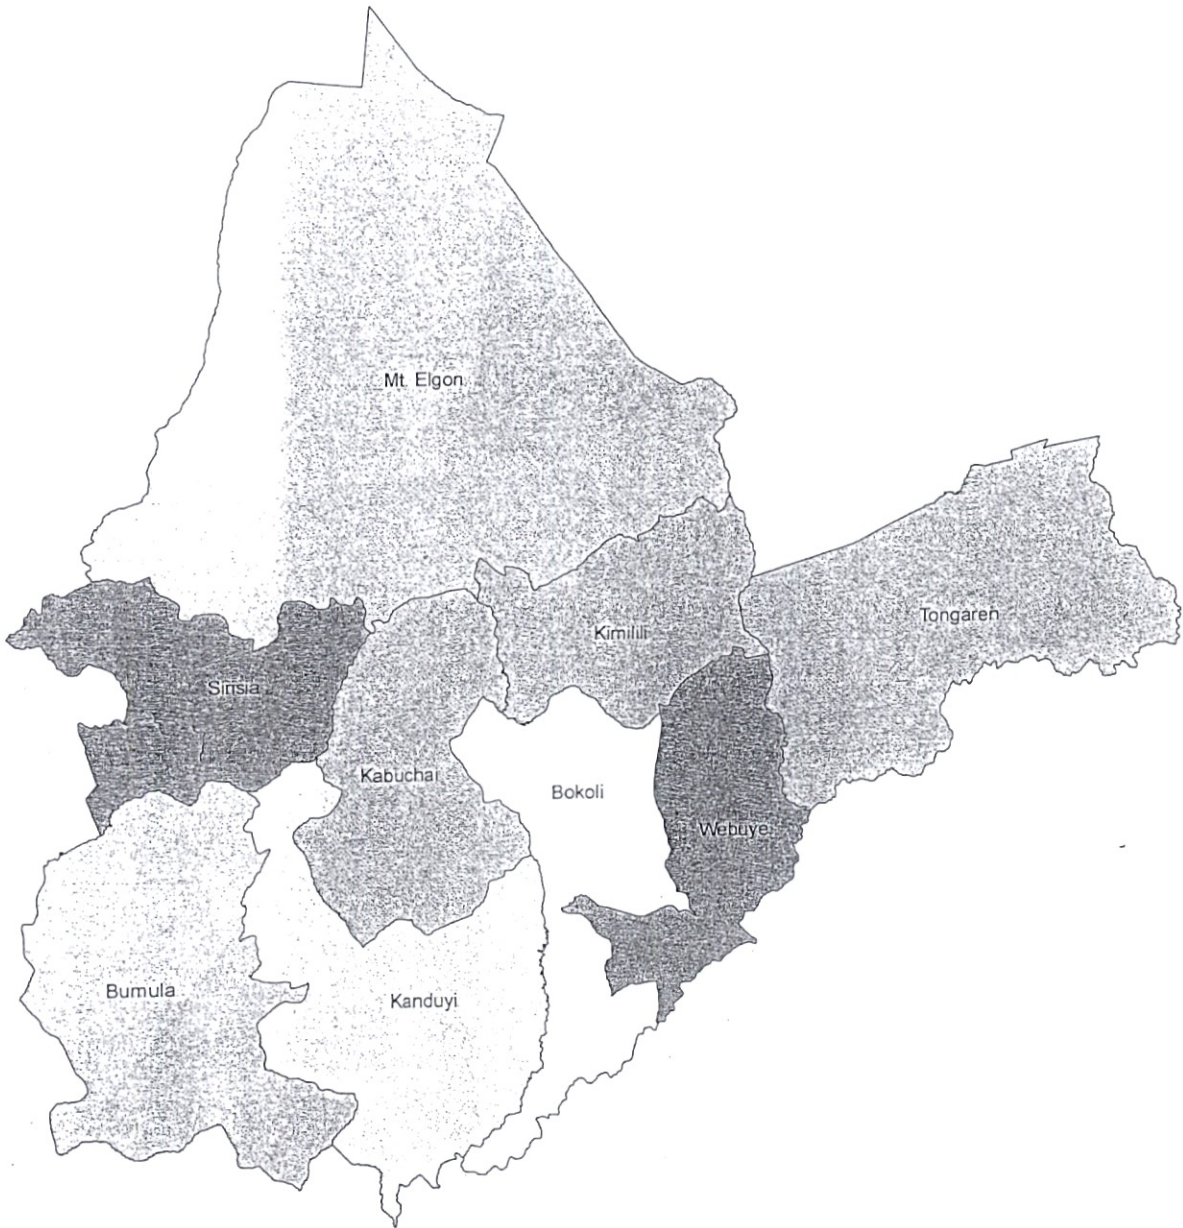 Mt. Elgon
Tongaren
Kimilili
Sirisia
Kabuchai
Bokoli
Webuye
Bumula
Kanduyi